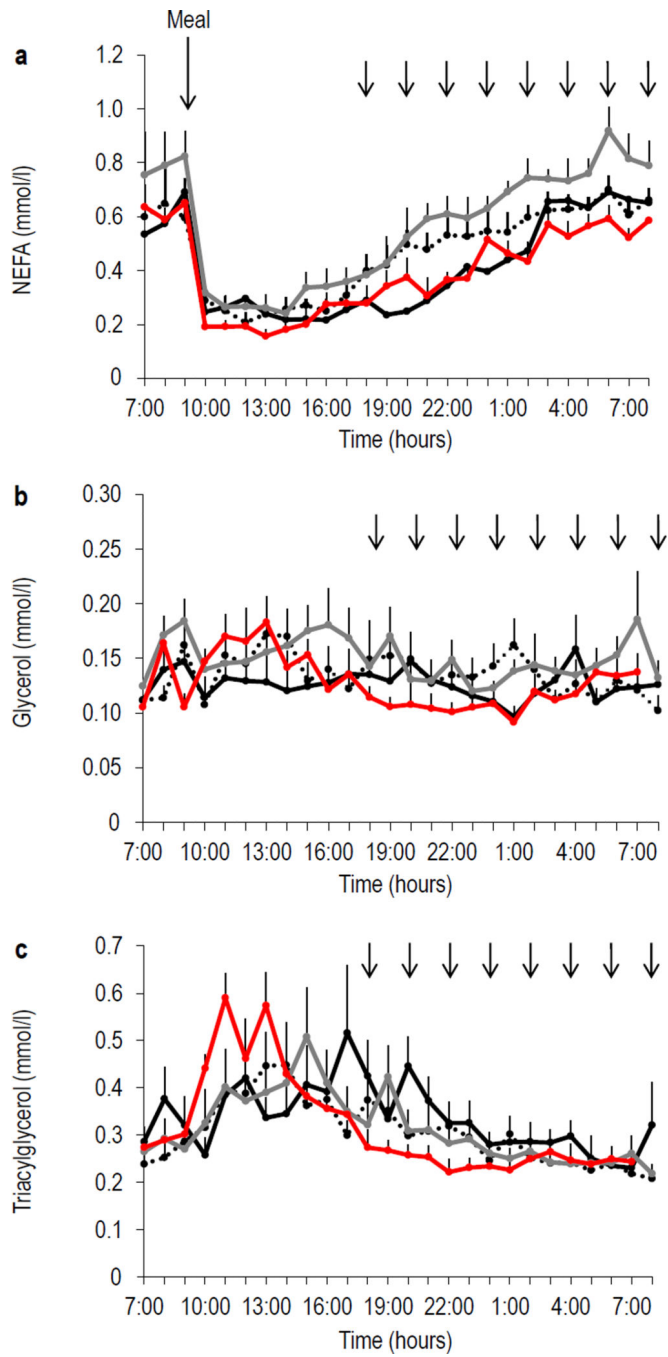 Meal
a
1.2
1.0
0.8
0.6
0.4
0.2
0
NEFA (mmol/l)
7:00 10:00 13:00 16:00 19:00 22:00 1:00 4:00 7:00
Time (hours)
b
0.30
0.25
0.20
0.15
0.10
0.05
0
Glycerol (mmol/l)
7:00 10:00 13:00 16:00 19:00 22:00 1:00 4:00 7:00
Time (hours)
c
0.7
0.6
0.5
0.4
0.3
0.2
0.1
0
Triacylglycerol (mmol/l)
7:00 10:00 13:00 16:00 19:00 22:00 1:00 4:00 7:00
Time (hours)